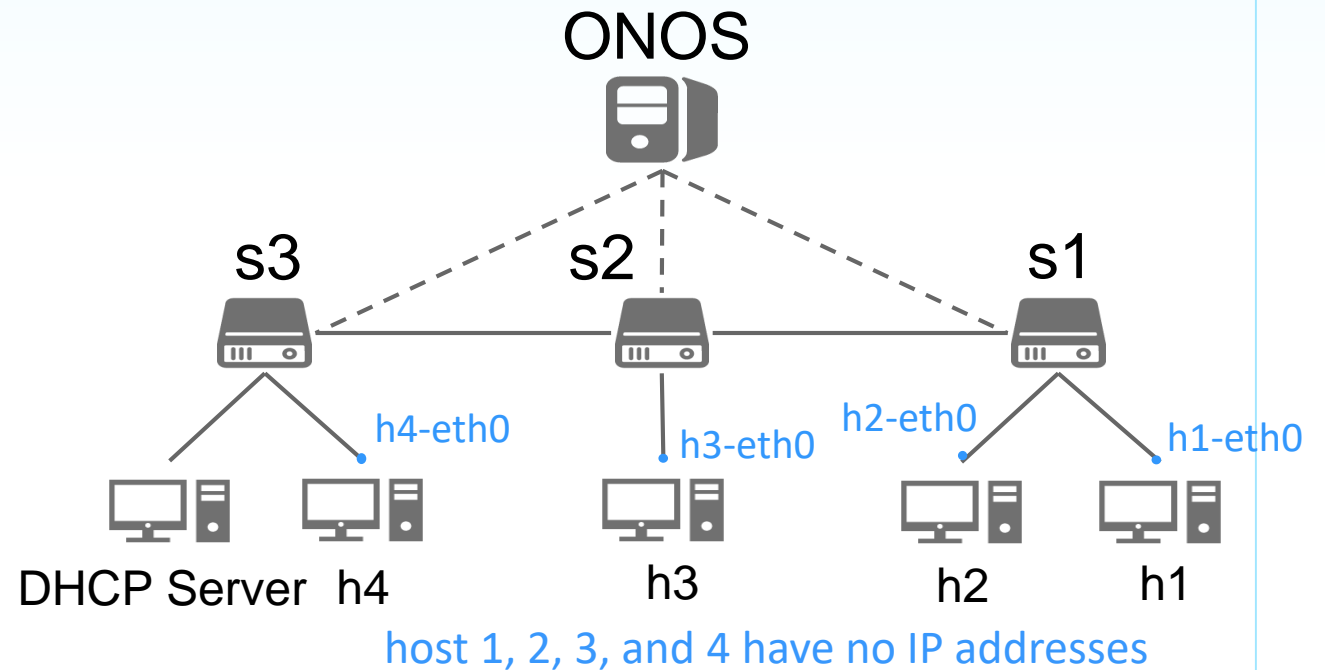 ONOS
s3
s2
s1
h4-eth0
h3-eth0
h2-eth0
h1-eth0
DHCP Server
h4
h3
h2
h1
host 1, 2, 3, and 4 have no IP addresses